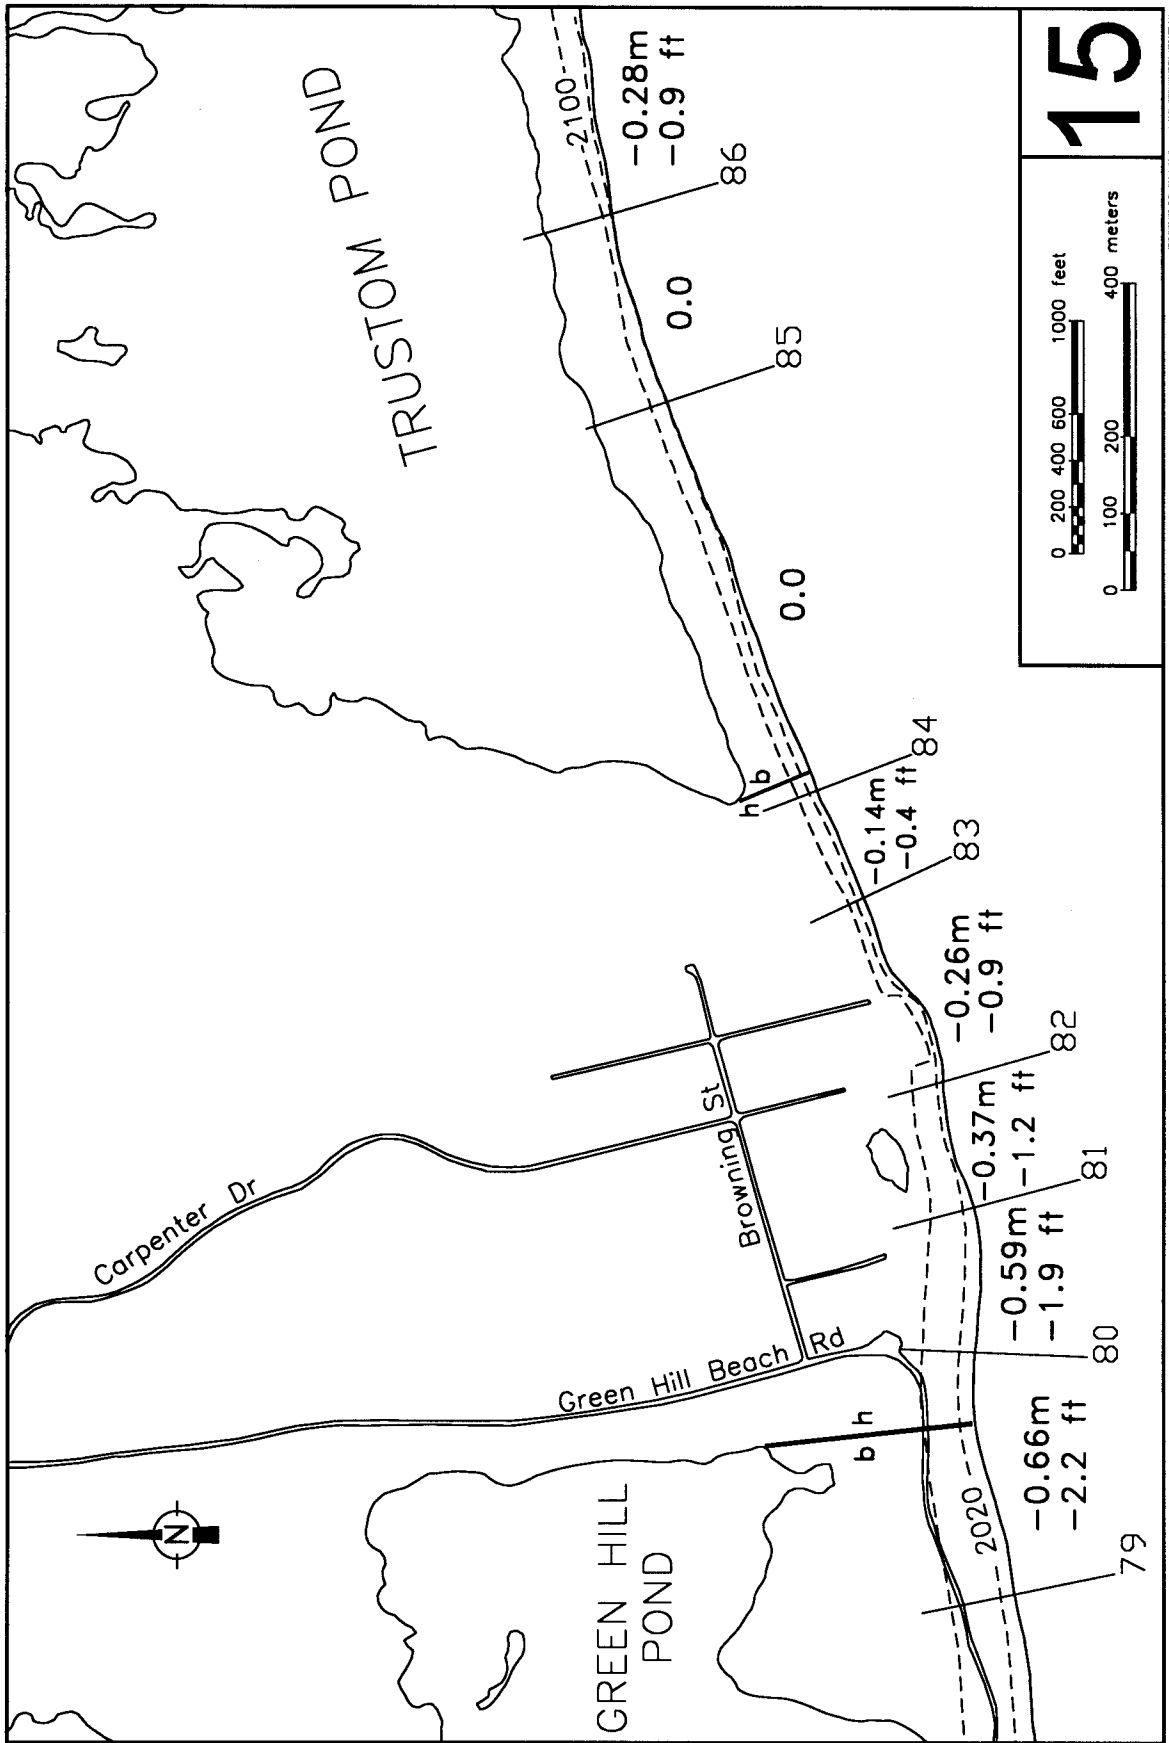 15
TRUSTOM POND
GREEN HILL
POND
N
Carpenter Dr
Green Hill Beach Rd
Browning St
2020
2100
b h
h b
79
-0.66m
-2.2 ft
80
-0.59m
-1.9 ft
81
-0.37m
-1.2 ft
82
-0.26m
-0.9 ft
83
-0.14m
-0.4 ft
84
0.0
85
0.0
86
-0.28m
-0.9 ft
0 200 400 600 1000 feet
0 100 200 400 meters